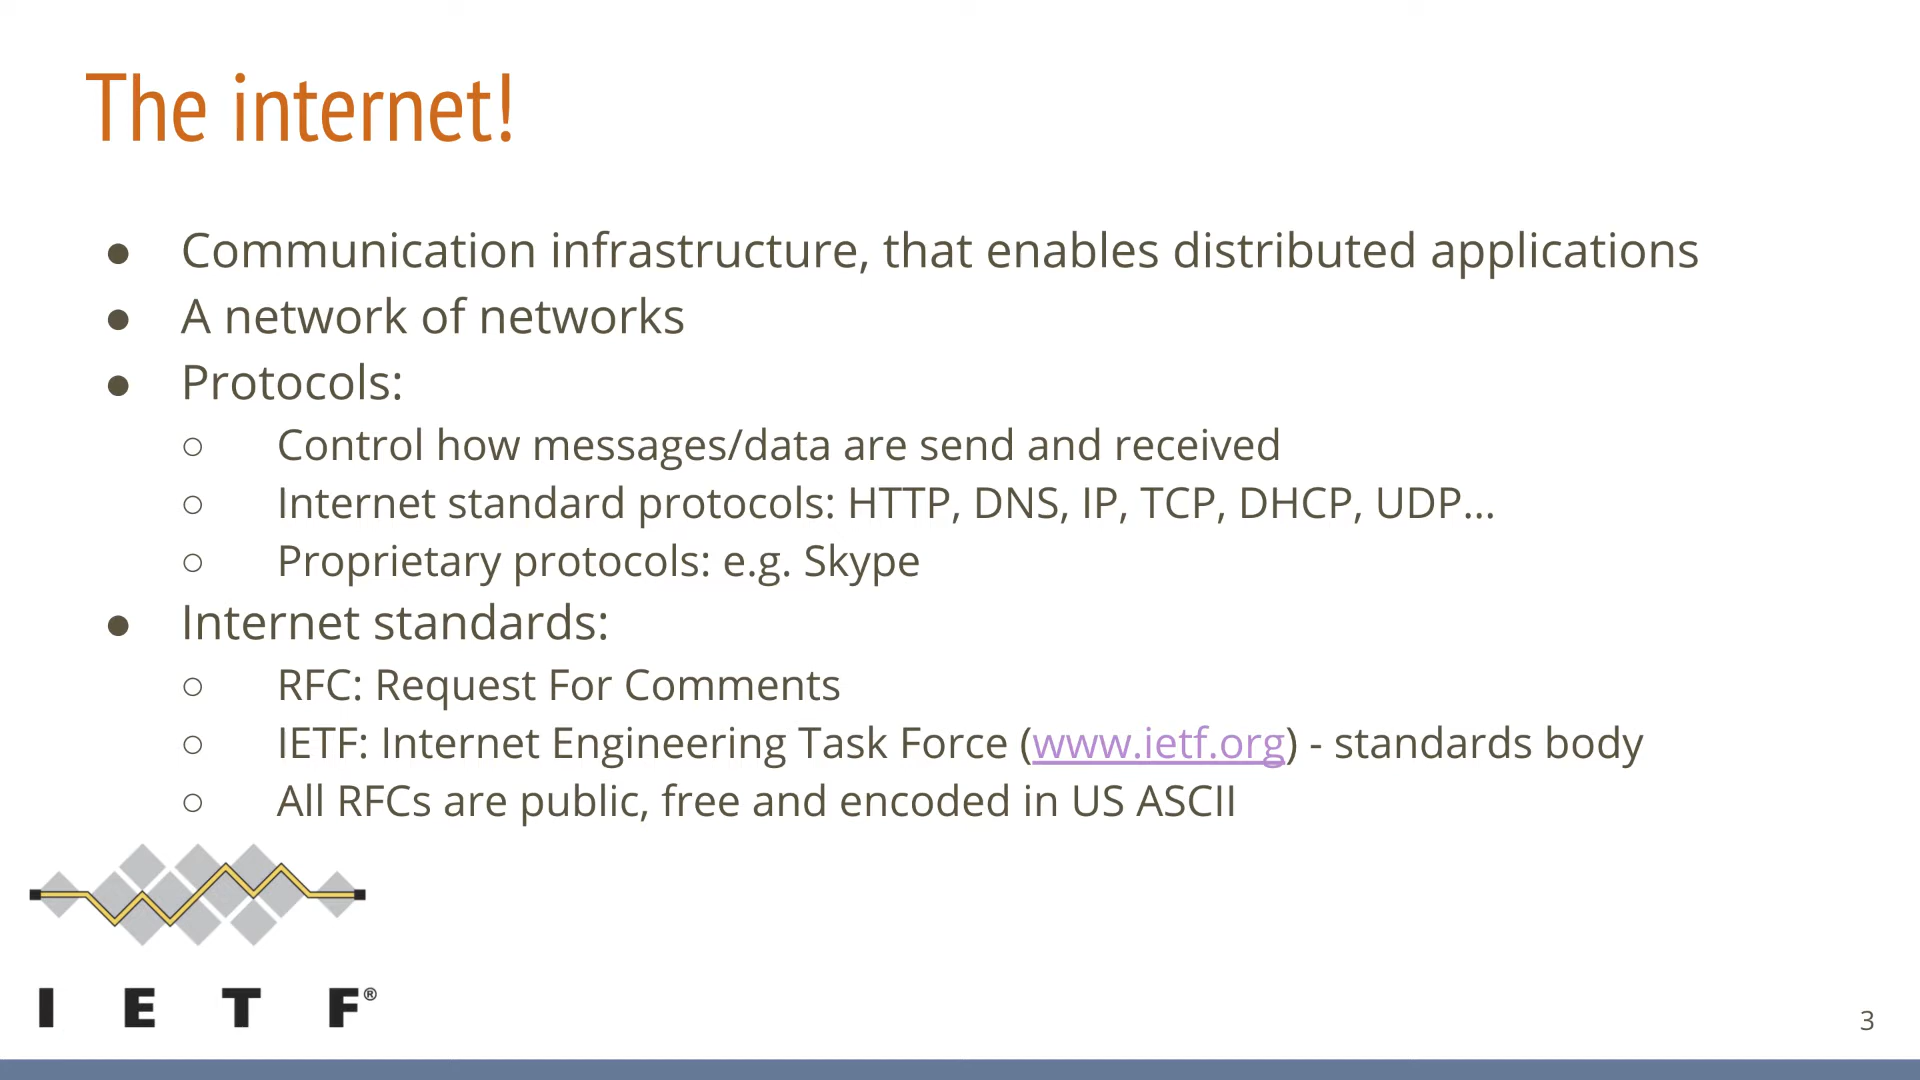 The internet!
● Communication infrastructure, that enables distributed applications
● A network of networks
● Protocols:
○ Control how messages/data are send and received
○ Internet standard protocols: HTTP, DNS, IP, TCP, DHCP, UDP...
○ Proprietary protocols: e.g. Skype
● Internet standards:
○ RFC: Request For Comments
○ IETF: Internet Engineering Task Force (www.ietf.org) - standards body
○ All RFCs are public, free and encoded in US ASCII
I E T F®
3